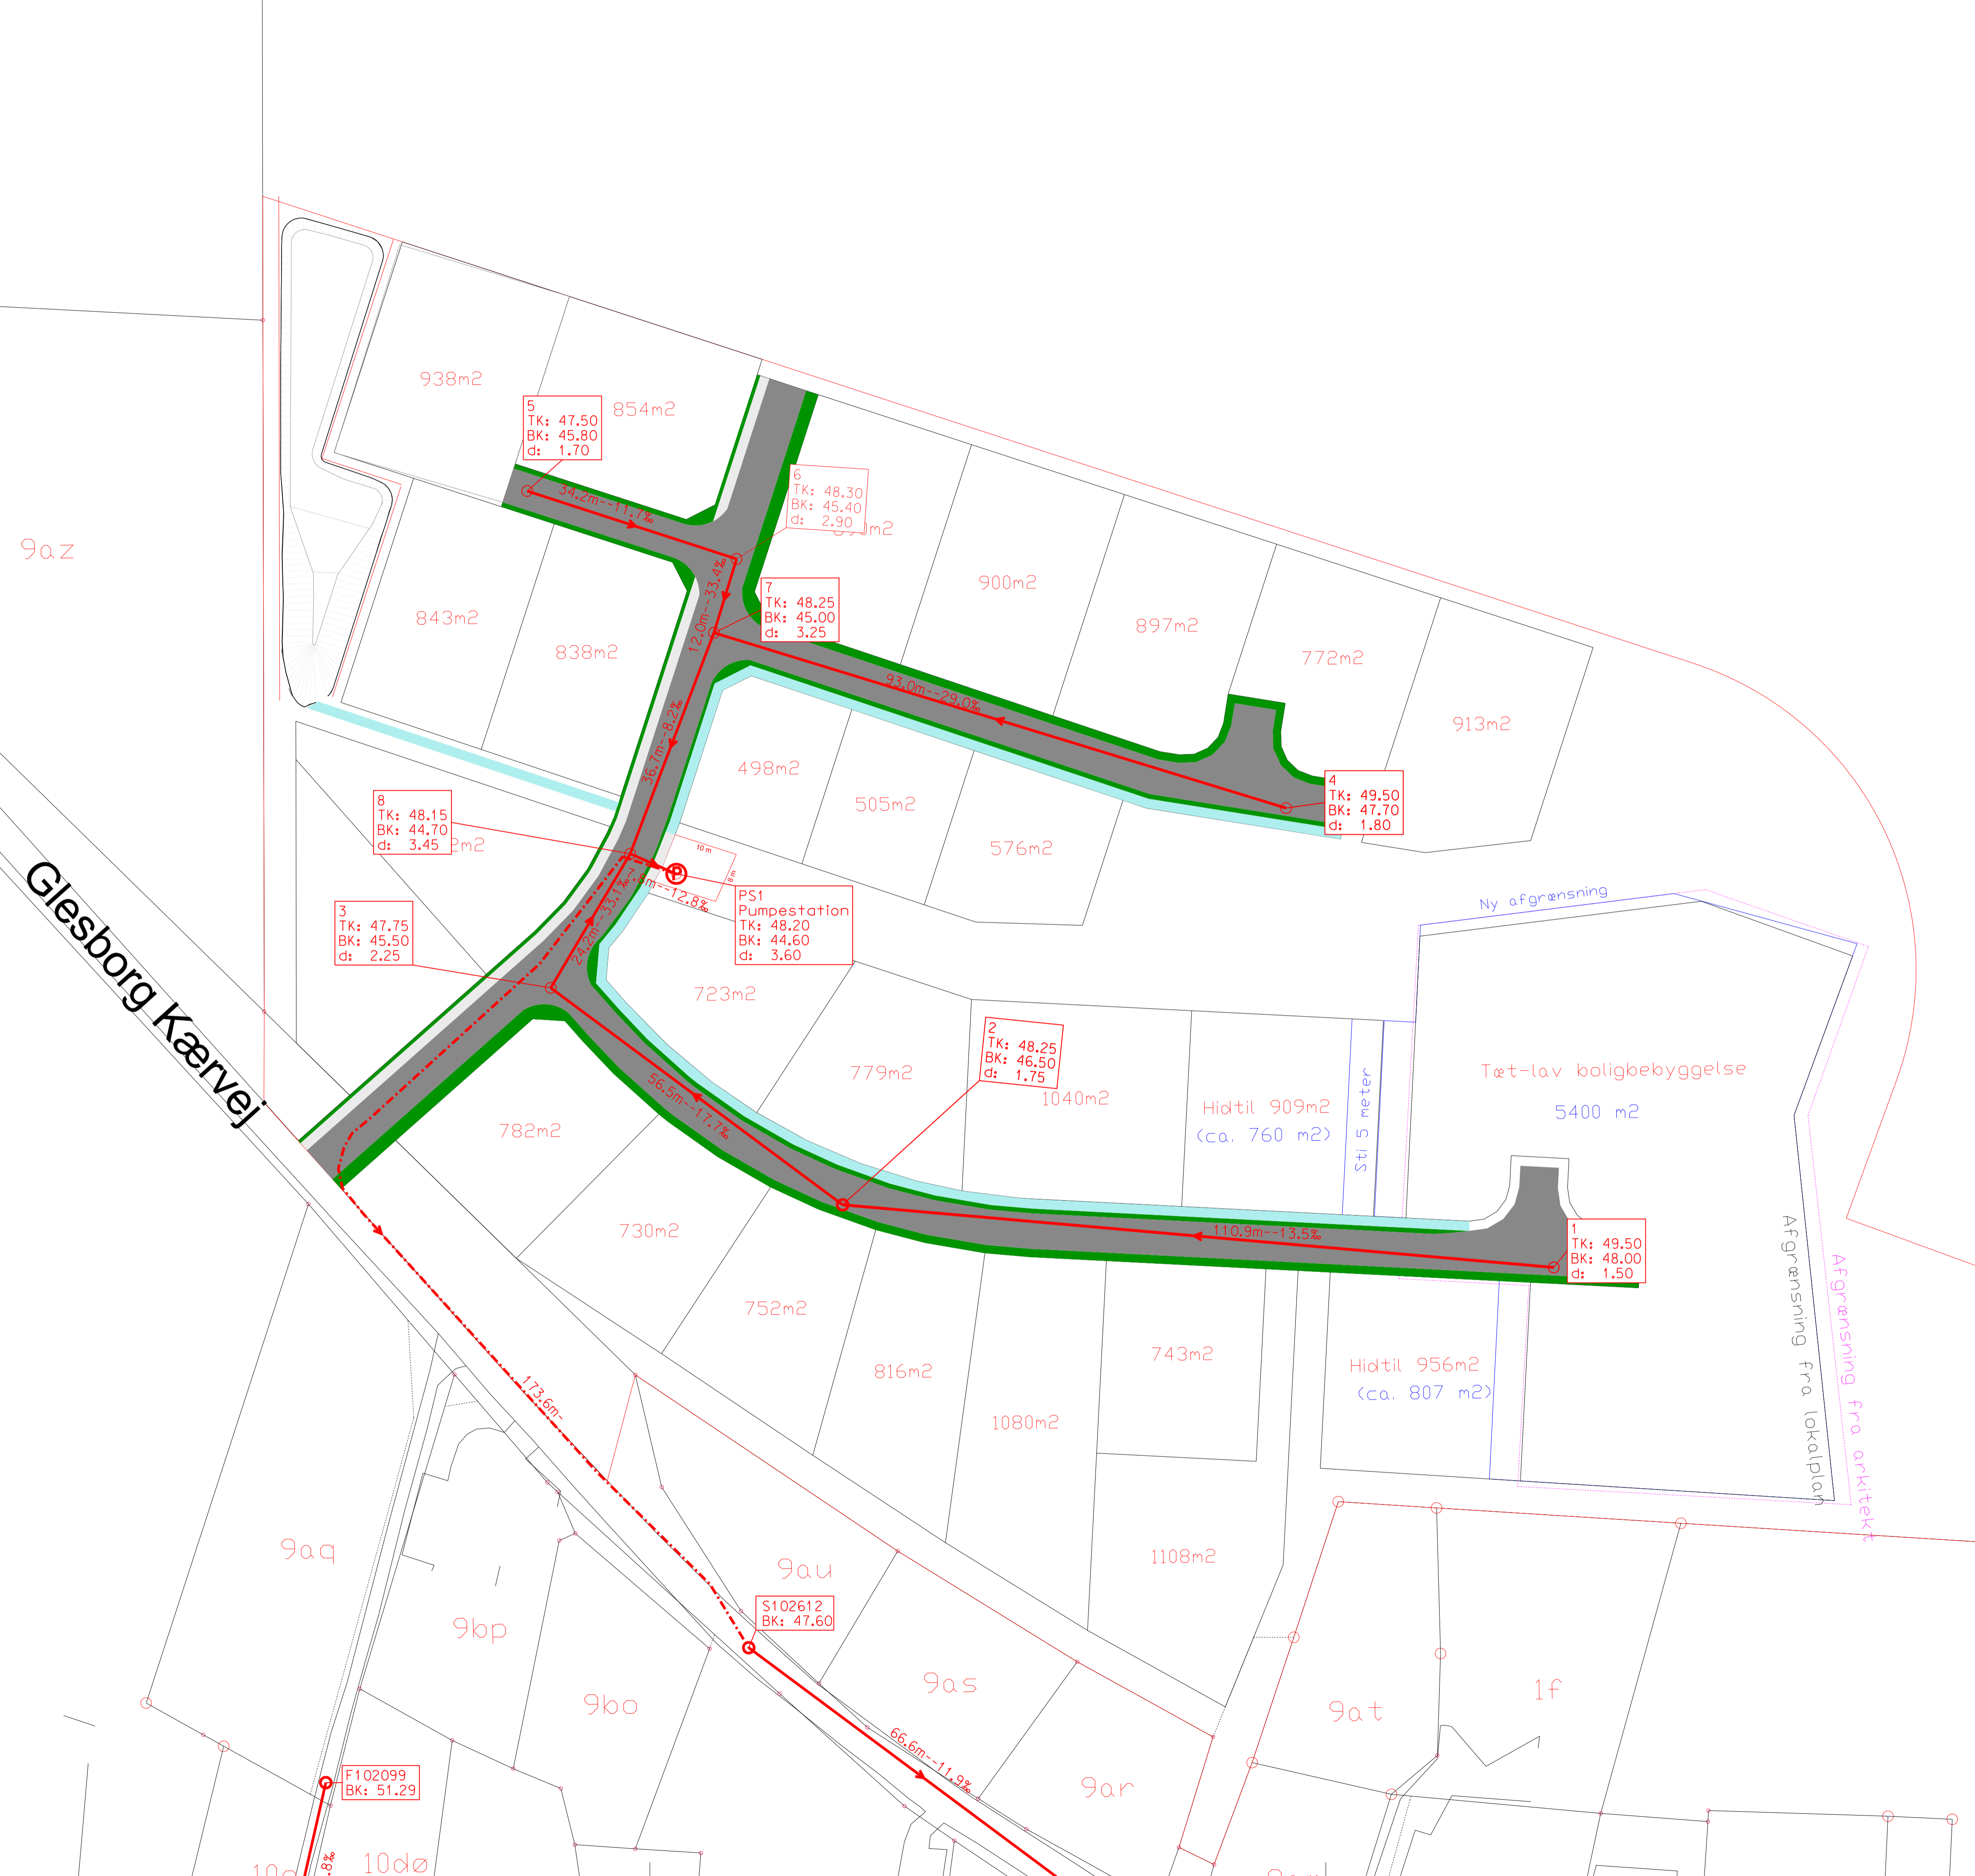 938m2
854m2
5
TK: 47.50
BK: 45.80
d: 1.70
34.2m--11.7‰
6
TK: 48.30
BK: 45.40
d: 2.90
9az
843m2
838m2
12.0m--33.4‰
7
TK: 48.25
BK: 45.00
d: 3.25
900m2
897m2
772m2
913m2
93.0m--29.0‰
36.7m--8.2‰
498m2
505m2
576m2
4
TK: 49.50
BK: 47.70
d: 1.80
8
TK: 48.15
BK: 44.70
d: 3.45
10 m
8 m
P
PS1
Pumpestation
TK: 48.20
BK: 44.60
d: 3.60
3
TK: 47.75
BK: 45.50
d: 2.25
24.2m--33.1‰
Glesborg Kærvej
Ny afgrænsning
723m2
779m2
2
TK: 48.25
BK: 46.50
d: 1.75
1040m2
Hidtil 909m2
(ca. 760 m2)
Sti 5 meter
Tæt-lav boligbebyggelse
5400 m2
56.5m--17.7‰
782m2
730m2
752m2
816m2
1080m2
743m2
1108m2
110.9m--13.5‰
1
TK: 49.50
BK: 48.00
d: 1.50
Hidtil 956m2
(ca. 807 m2)
Afgrænsning fra lokalplan
Afgrænsning fra arkitekt
173.6m-
9aq
9bp
9bo
9au
9as
9ar
9at
1f
S102612
BK: 47.60
66.6m--11.9‰
F102099
BK: 51.29
10dø